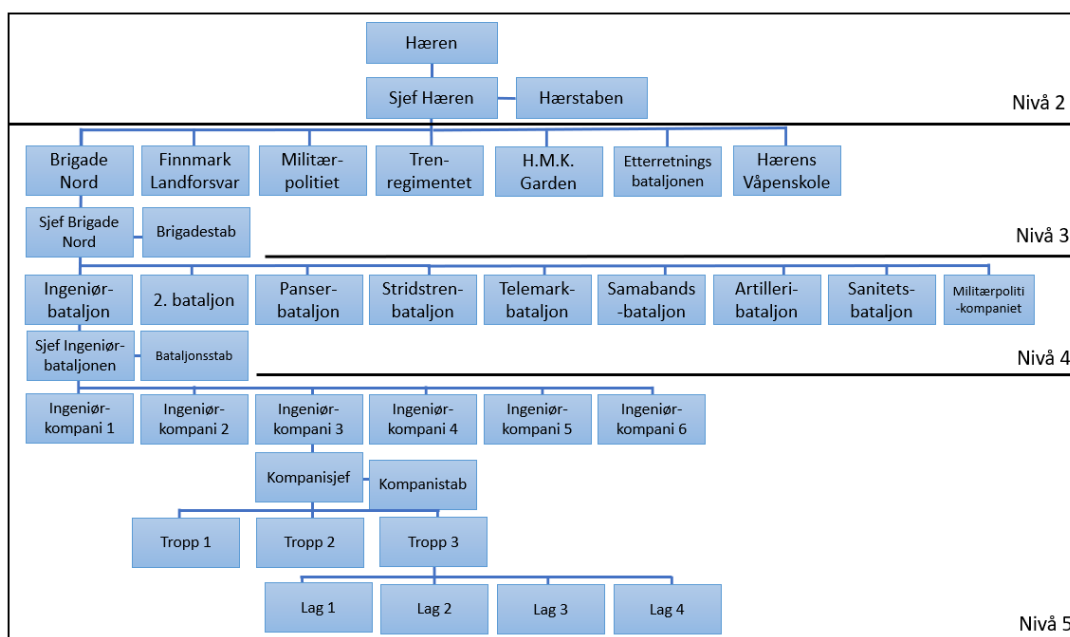 Hæren
Sjef Hæren
Hærstaben
Nivå 2
Brigade
Nord
Finnmark
Landforsvar
Militær-
politiet
Tren-
regimentet
H.M.K.
Garden
Etterretnings
bataljonen
Hærens
Våpenskole
Sjef Brigade
Nord
Brigadestab
Nivå 3
Ingeniør-
bataljon
2. bataljon
Panser-
bataljon
Stridstren-
bataljon
Telemark-
bataljon
Samabands
-bataljon
Artilleri-
bataljon
Sanitets-
bataljon
Militærpoliti
-kompaniet
Sjef Ingeniør-
bataljonen
Bataljonsstab
Nivå 4
Ingeniør-
kompani 1
Ingeniør-
kompani 2
Ingeniør-
kompani 3
Ingeniør-
kompani 4
Ingeniør-
kompani 5
Ingeniør-
kompani 6
Kompanisjef
Kompanistab
Tropp 1
Tropp 2
Tropp 3
Lag 1
Lag 2
Lag 3
Lag 4
Nivå 5